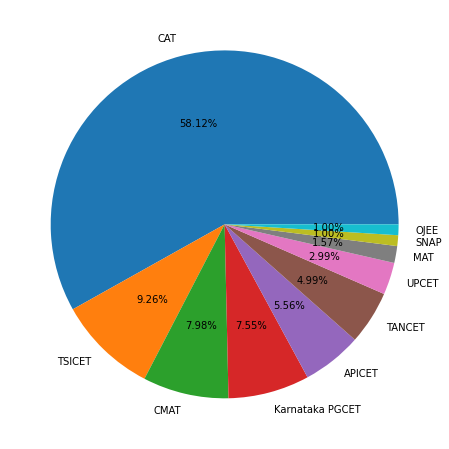 CAT
58.12%
TSICET
9.26%
CMAT
7.98%
Karnataka PGCET
7.55%
APICET
5.56%
TANCET
4.99%
UPCET
2.99%
MAT
1.57%
SNAP
1.00%
OJEE
1.00%